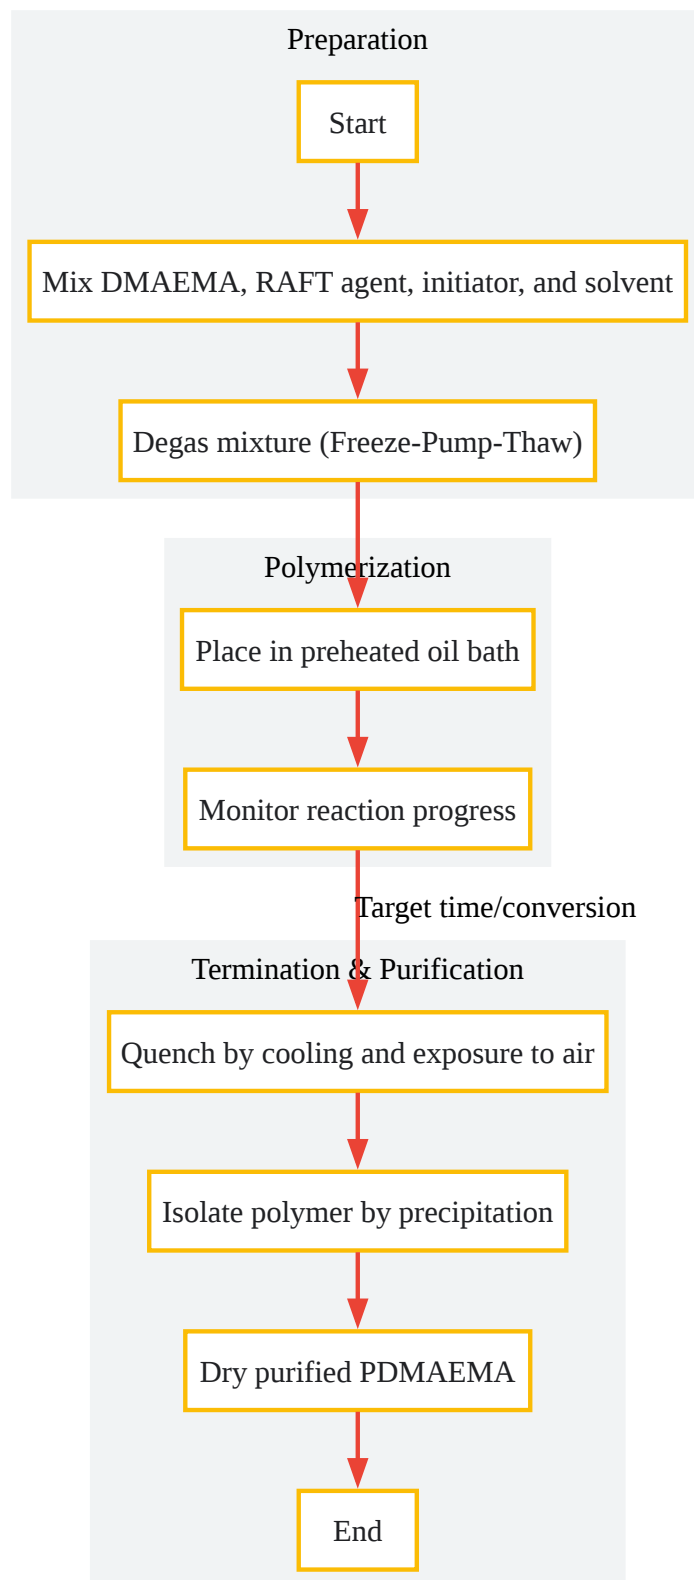 Preparation
Start
Mix DMAEMA, RAFT agent, initiator, and solvent
Degas mixture (Freeze-Pump-Thaw)
Polymerization
Place in preheated oil bath
Monitor reaction progress
Target time/conversion
Termination & Purification
Quench by cooling and exposure to air
Isolate polymer by precipitation
Dry purified PDMAEMA
End